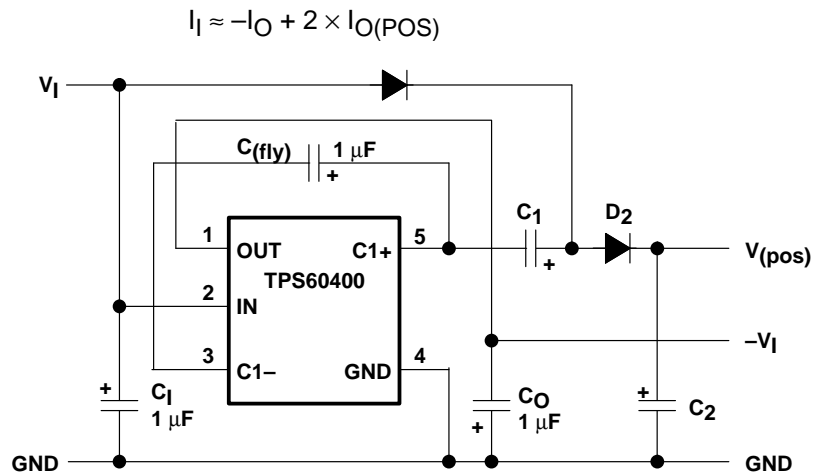 I_I ≈ –I_O + 2 × I_O(POS)
V_I
C_(fly)
1 μF
+
C_1
D_2
1
OUT
C1+
5
+
V_(pos)
TPS60400
2
IN
3
C1–
GND
4
–V_I
+
C_I
1 μF
C_O
+
1 μF
+
C_2
GND
GND